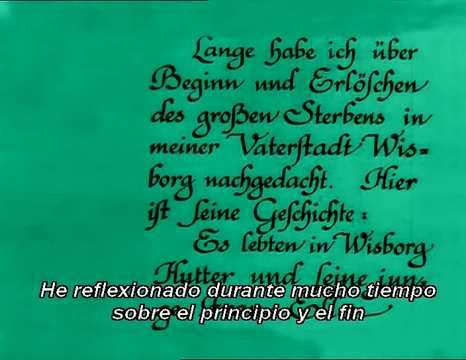 Lange habe ich über
Beginn und Erlöſchen
des großen Sterbens in
meiner Vaterſtadt Wis=
borg nachgedacht. Hier
iſt ſeine Geſchichte:
Es lebten in Wisborg
Hutter und ſeine jun=
He reflexionado durante mucho tiempo
sobre el principio y el fin